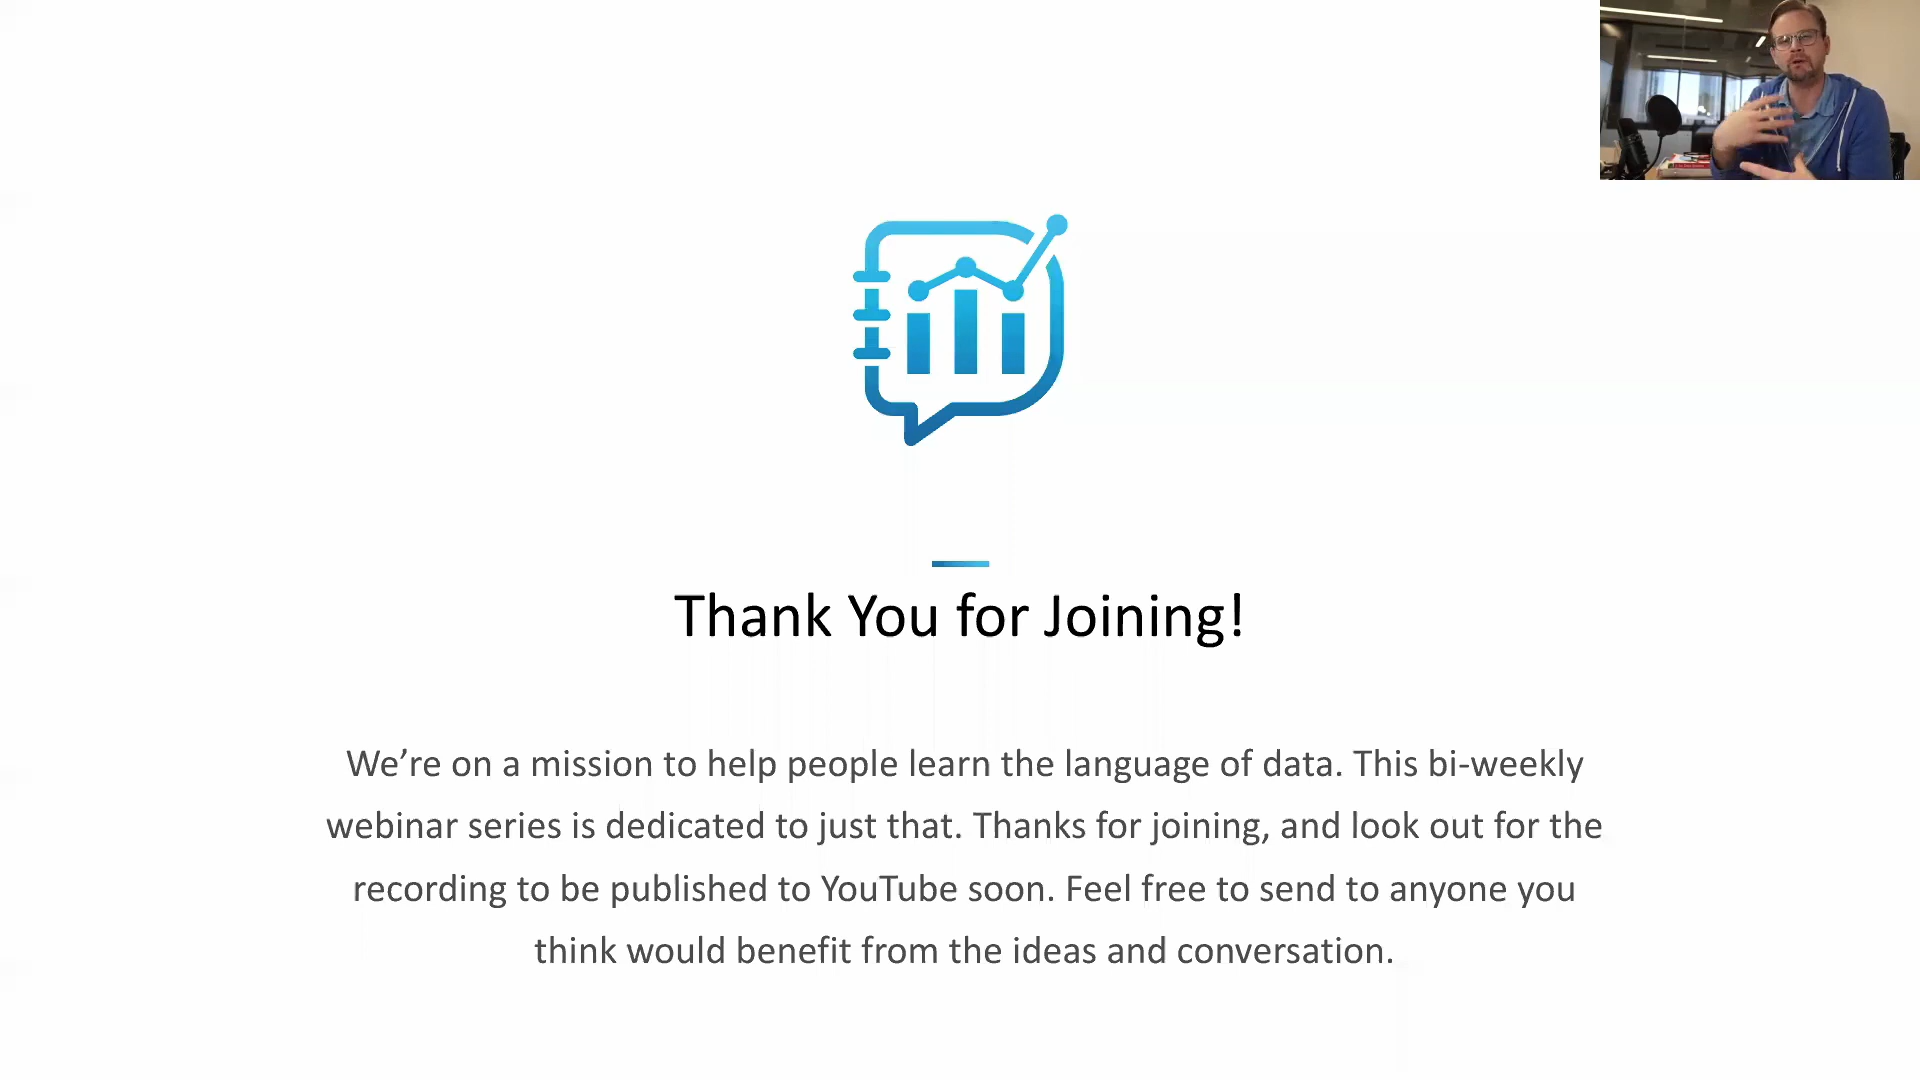 Thank You for Joining!
We’re on a mission to help people learn the language of data. This bi-weekly
webinar series is dedicated to just that. Thanks for joining, and look out for the
recording to be published to YouTube soon. Feel free to send to anyone you
think would benefit from the ideas and conversation.